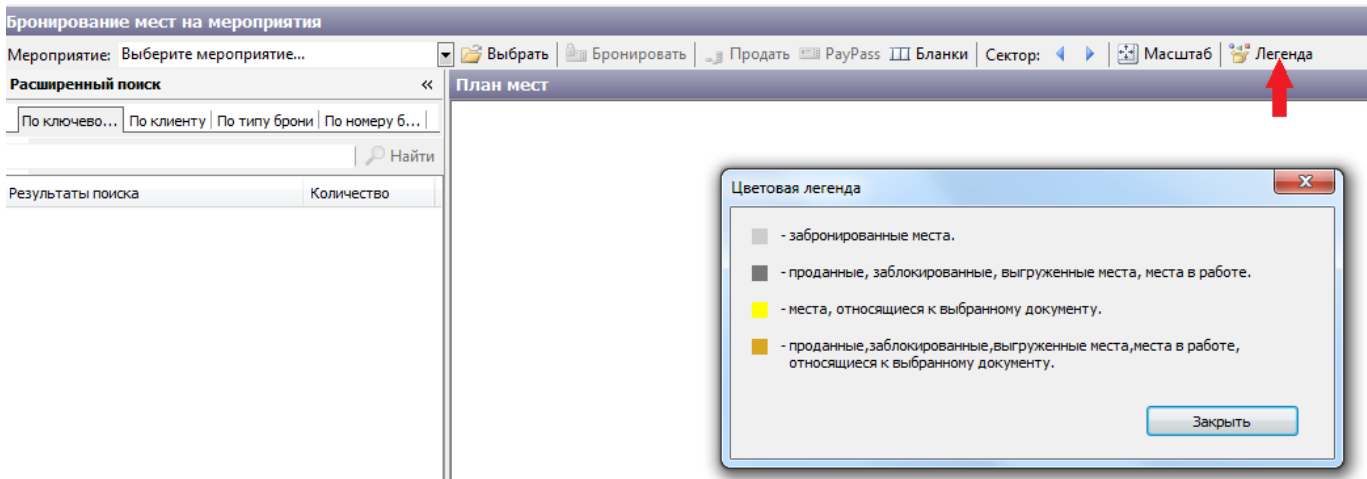 Бронирование мест на мероприятия
Мероприятие: Выберите мероприятие... Выбрать Бронировать Продать PayPass Бланки Сектор: Масштаб Легенда
Расширенный поиск «
План мест
По ключево... По клиенту По типу брони По номеру б...
Найти
Результаты поиска Количество
Цветовая легенда
- забронированные места.
- проданные, заблокированные, выгруженные места, места в работе.
- места, относящиеся к выбранному документу.
- проданные,заблокированные,выгруженные места,места в работе,
относящиеся к выбранному документу.
Закрыть